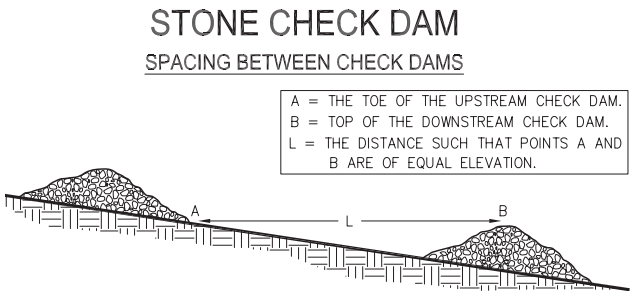 STONE CHECK DAM
SPACING BETWEEN CHECK DAMS
A = THE TOE OF THE UPSTREAM CHECK DAM.
B = TOP OF THE DOWNSTREAM CHECK DAM.
L = THE DISTANCE SUCH THAT POINTS A AND
B ARE OF EQUAL ELEVATION.
A
L
B